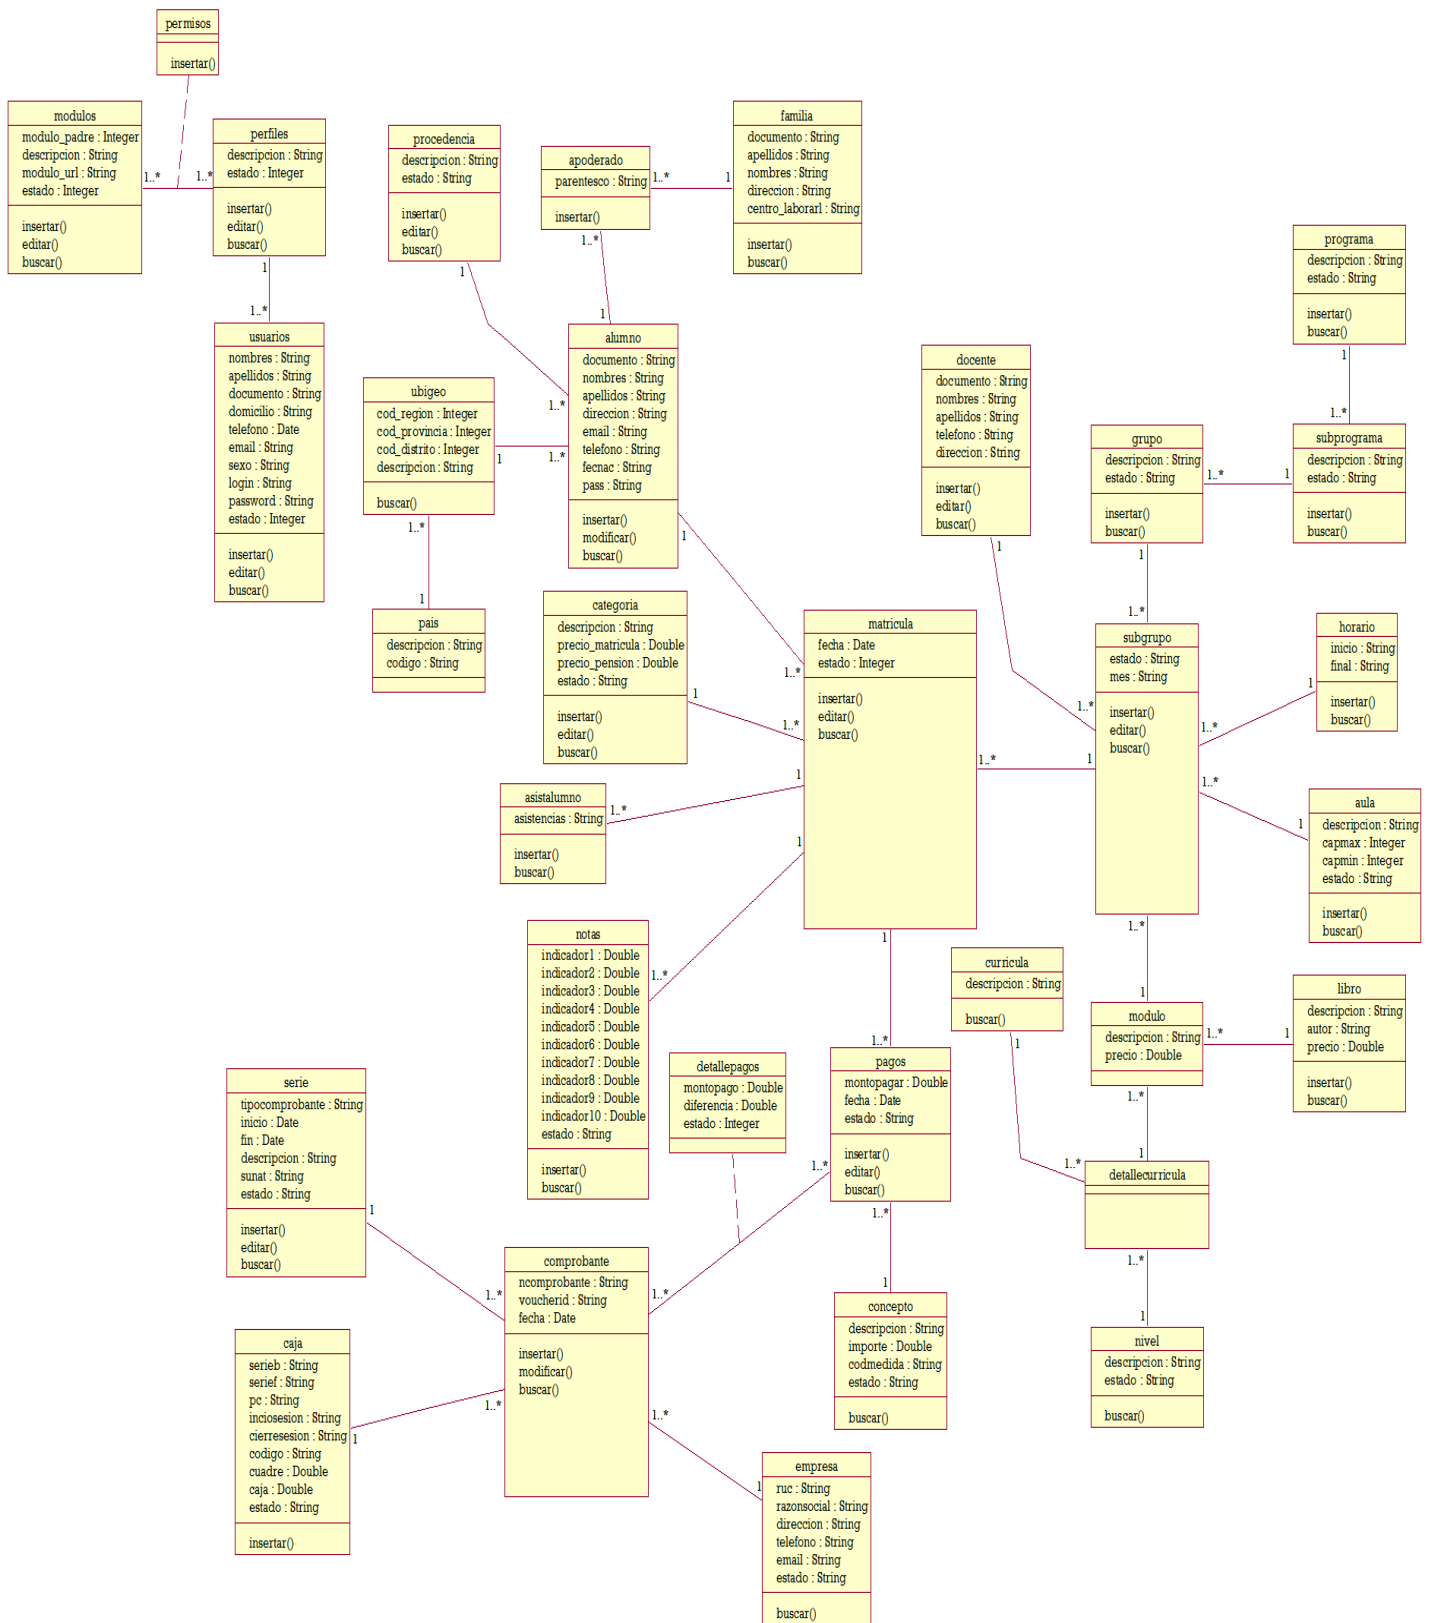 permisos
insertar()
modulos
modulo_padre : Integer
descripcion : String
modulo_url : String
estado : Integer
insertar()
editar()
buscar()
1..*
1..*
perfiles
descripcion : String
estado : Integer
insertar()
editar()
buscar()
1
1..*
usuarios
nombres : String
apellidos : String
documento : String
domicilio : String
telefono : Date
email : String
sexo : String
login : String
password : String
estado : Integer
insertar()
editar()
buscar()
procedencia
descripcion : String
estado : String
insertar()
editar()
buscar()
1
1..*
apoderado
parentesco : String
insertar()
1..*
1
1..*
1
familia
documento : String
apellidos : String
nombres : String
direccion : String
centro_laborarl : String
insertar()
buscar()
alumno
documento : String
nombres : String
apellidos : String
direccion : String
email : String
telefono : String
fecnac : String
pass : String
insertar()
modificar()
buscar()
1
1..*
ubigeo
cod_region : Integer
cod_provincia : Integer
cod_distrito : Integer
descripcion : String
buscar()
1
1..*
1..*
1
pais
descripcion : String
codigo : String
docente
documento : String
nombres : String
apellidos : String
telefono : String
direccion : String
insertar()
editar()
buscar()
1
1..*
programa
descripcion : String
estado : String
insertar()
buscar()
1
1..*
subprograma
descripcion : String
estado : String
insertar()
buscar()
1..*
1
grupo
descripcion : String
estado : String
insertar()
buscar()
1
1..*
categoria
descripcion : String
precio_matricula : Double
precio_pension : Double
estado : String
insertar()
editar()
buscar()
1
1..*
matricula
fecha : Date
estado : Integer
insertar()
editar()
buscar()
1..*
1
subgrupo
estado : String
mes : String
insertar()
editar()
buscar()
horario
inicio : String
final : String
insertar()
buscar()
1
1..*
1..*
1
aula
descripcion : String
capmax : Integer
capmin : Integer
estado : String
insertar()
buscar()
asistalumno
asistencias : String
insertar()
buscar()
1..*
1
1
1..*
notas
indicador1 : Double
indicador2 : Double
indicador3 : Double
indicador4 : Double
indicador5 : Double
indicador6 : Double
indicador7 : Double
indicador8 : Double
indicador9 : Double
indicador10 : Double
estado : String
insertar()
buscar()
1
1..*
curricula
descripcion : String
buscar()
1
1..*
1..*
1
modulo
descripcion : String
precio : Double
1..*
1
libro
descripcion : String
autor : String
precio : Double
insertar()
buscar()
1..*
1
detallecurricula
1..*
1
nivel
descripcion : String
estado : String
buscar()
detallepagos
montopago : Double
diferencia : Double
estado : Integer
pagos
montopagar : Double
fecha : Date
estado : String
insertar()
editar()
buscar()
1..*
1..*
1..*
1
concepto
descripcion : String
importe : Double
codmedida : String
estado : String
buscar()
serie
tipocomprobante : String
inicio : Date
fin : Date
descripcion : String
sunat : String
estado : String
insertar()
editar()
buscar()
1
1..*
comprobante
ncomprobante : String
voucherid : String
fecha : Date
insertar()
modificar()
buscar()
caja
serieb : String
serief : String
pc : String
inciosesion : String
cierresesion : String
codigo : String
cuadre : Double
caja : Double
estado : String
insertar()
1
1..*
1..*
1
empresa
ruc : String
razonsocial : String
direccion : String
telefono : String
email : String
estado : String
buscar()